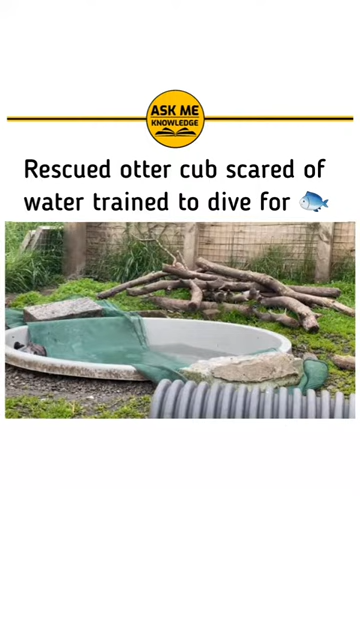 ASK ME
KNOWLEDGE
Rescued otter cub scared of
water trained to dive for 🐟